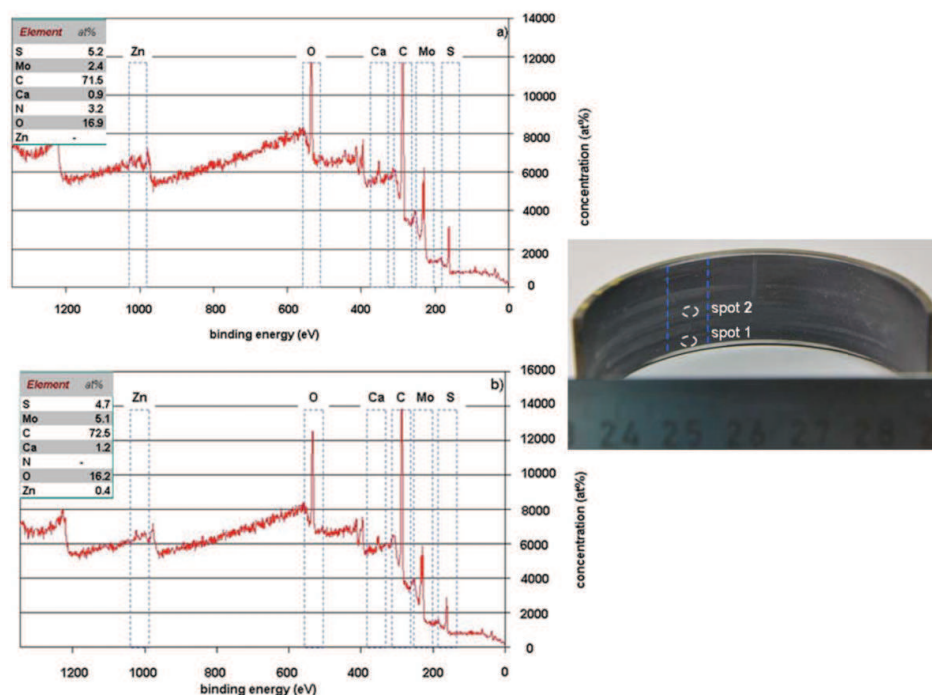 Element at%
S 5.2
Mo 2.4
C 71.5
Ca 0.9
N 3.2
O 16.9
Zn -
Zn O Ca C Mo S
a)
14000
12000
10000
8000
6000
4000
2000
0
concentration (at%)
1200 1000 800 600 400 200 0
binding energy (eV)
Element at%
S 4.7
Mo 5.1
C 72.5
Ca 1.2
N -
O 16.2
Zn 0.4
Zn O Ca C Mo S
b)
16000
14000
12000
10000
8000
6000
4000
2000
0
concentration (at%)
1200 1000 800 600 400 200 0
binding energy (eV)
spot 2
spot 1
24 25 26 27 28